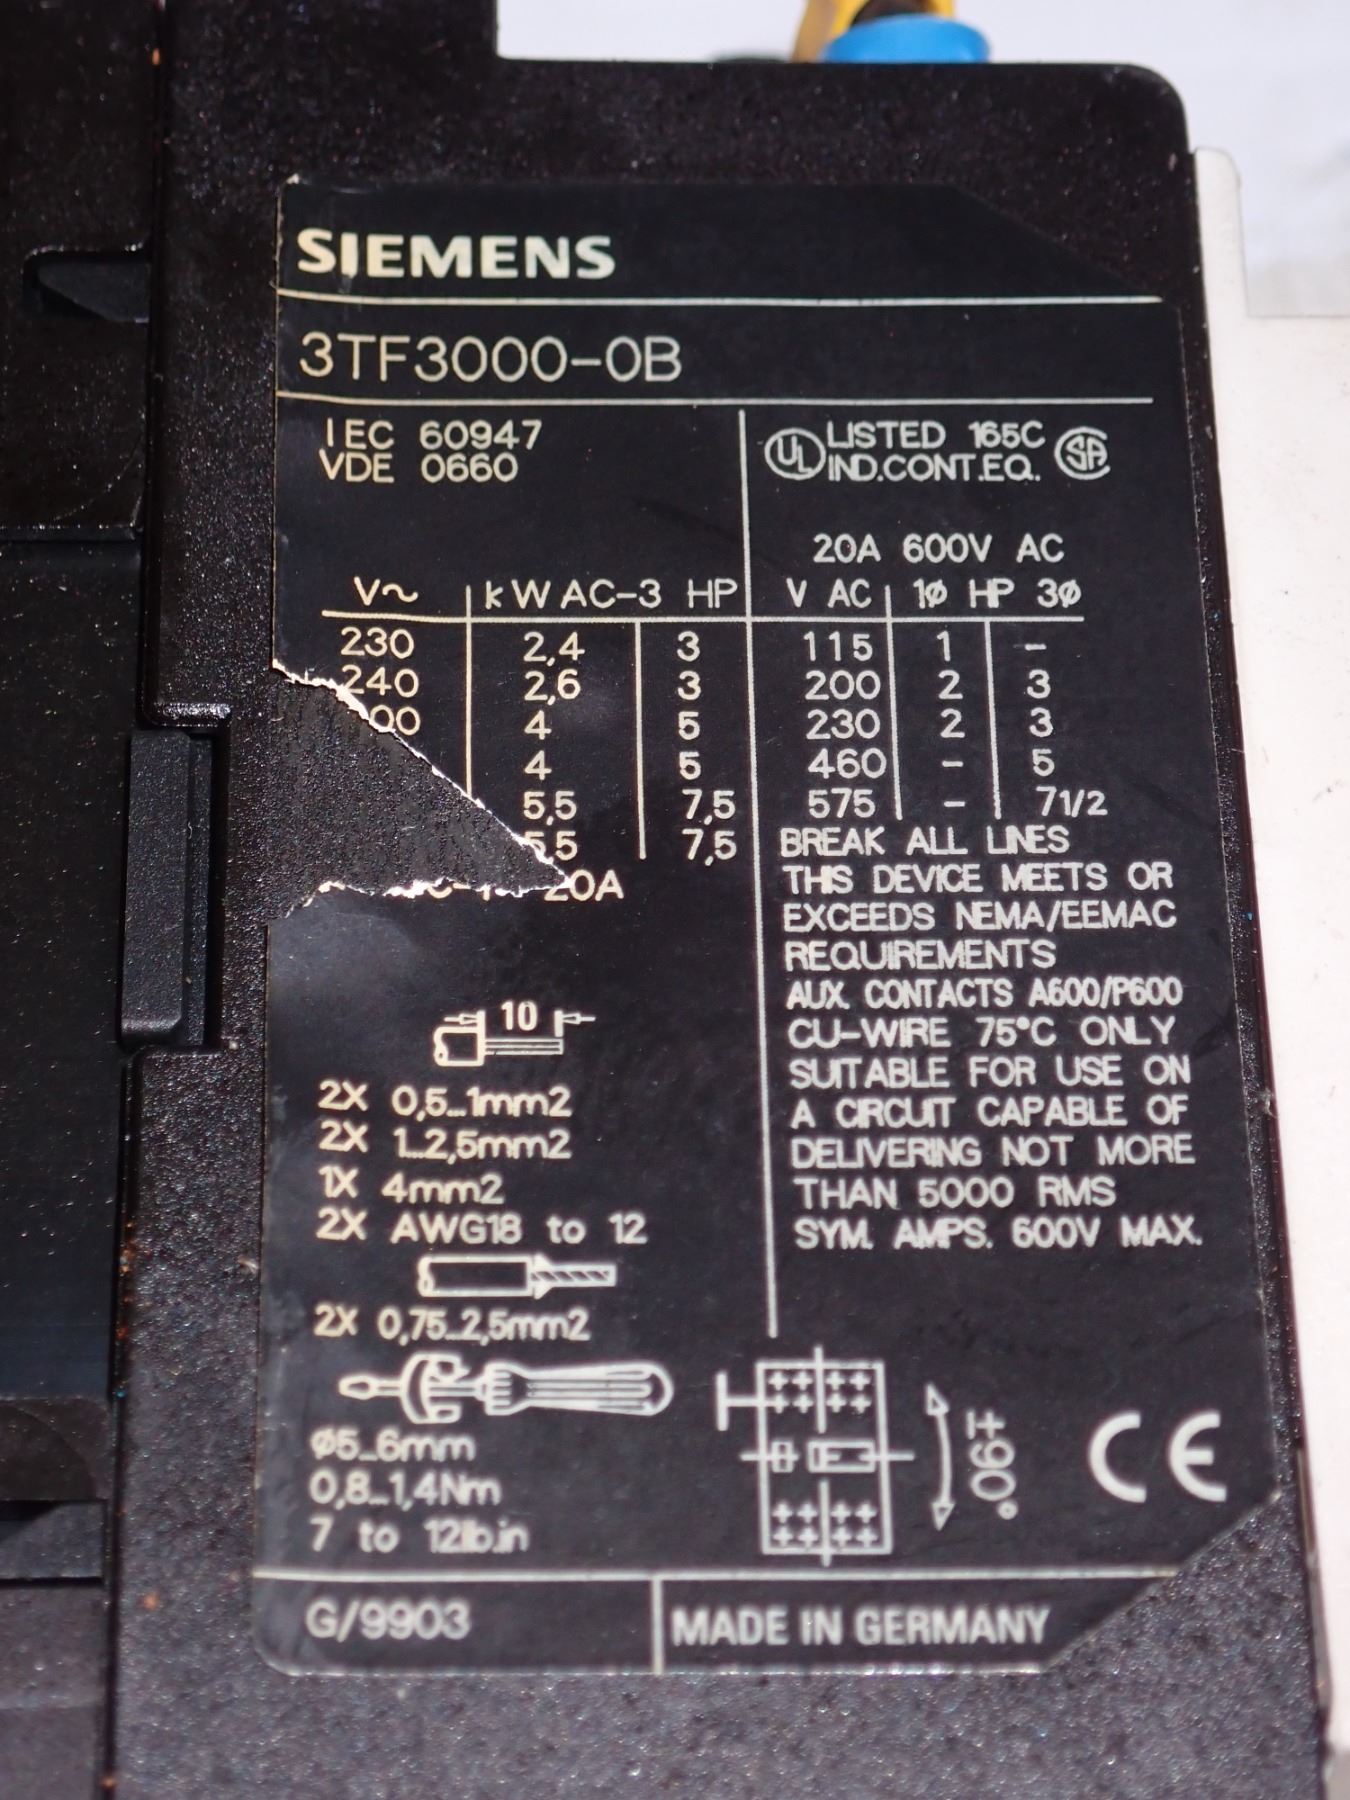 SIEMENS
3TF3000-0B
IEC 60947
VDE 0660
UL LISTED 165C SA
IND.CONT.EQ.
20A 600V AC
V~ kW AC-3 HP
230 2,4 3
240 2,6 3
4 5
4 5
5,5 7,5
7,5
20A
V AC 1ø HP 3ø
115 1 -
200 2 3
230 2 3
460 - 5
575 - 7 1/2
BREAK ALL LINES
THIS DEVICE MEETS OR
EXCEEDS NEMA/EEMAC
REQUIREMENTS
AUX. CONTACTS A600/P600
CU-WIRE 75°C ONLY
SUITABLE FOR USE ON
A CIRCUIT CAPABLE OF
DELIVERING NOT MORE
THAN 5000 RMS
SYM. AMPS. 600V MAX.
10
2X 0,5...1mm2
2X 1...2,5mm2
1X 4mm2
2X AWG18 to 12
2X 0,75...2,5mm2
ø5...6mm
0,8...1,4Nm
7 to 12lb.in
±90°
CE
G/9903
MADE IN GERMANY